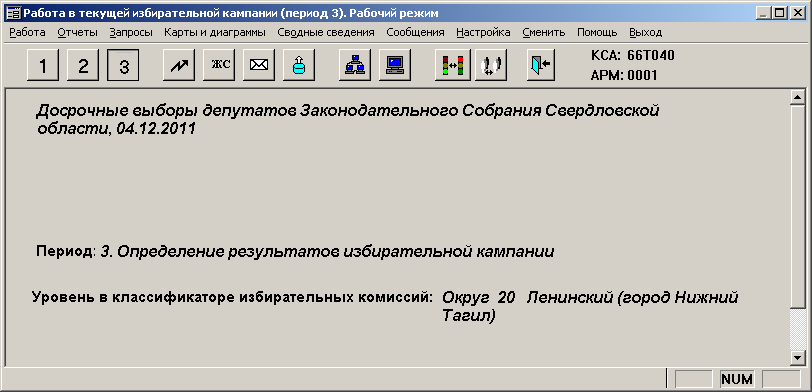 Работа в текущей избирательной кампании (период 3). Рабочий режим
Работа Отчеты Запросы Карты и диаграммы Сводные сведения Сообщения Настройка Сменить Помощь Выход
1 2 3 ЖС КСА: 66Т040
АРМ: 0001
Досрочные выборы депутатов Законодательного Собрания Свердловской
области, 04.12.2011
Период: 3. Определение результатов избирательной кампании
Уровень в классификаторе избирательных комиссий: Округ 20 Ленинский (город Нижний
Тагил)
NUM